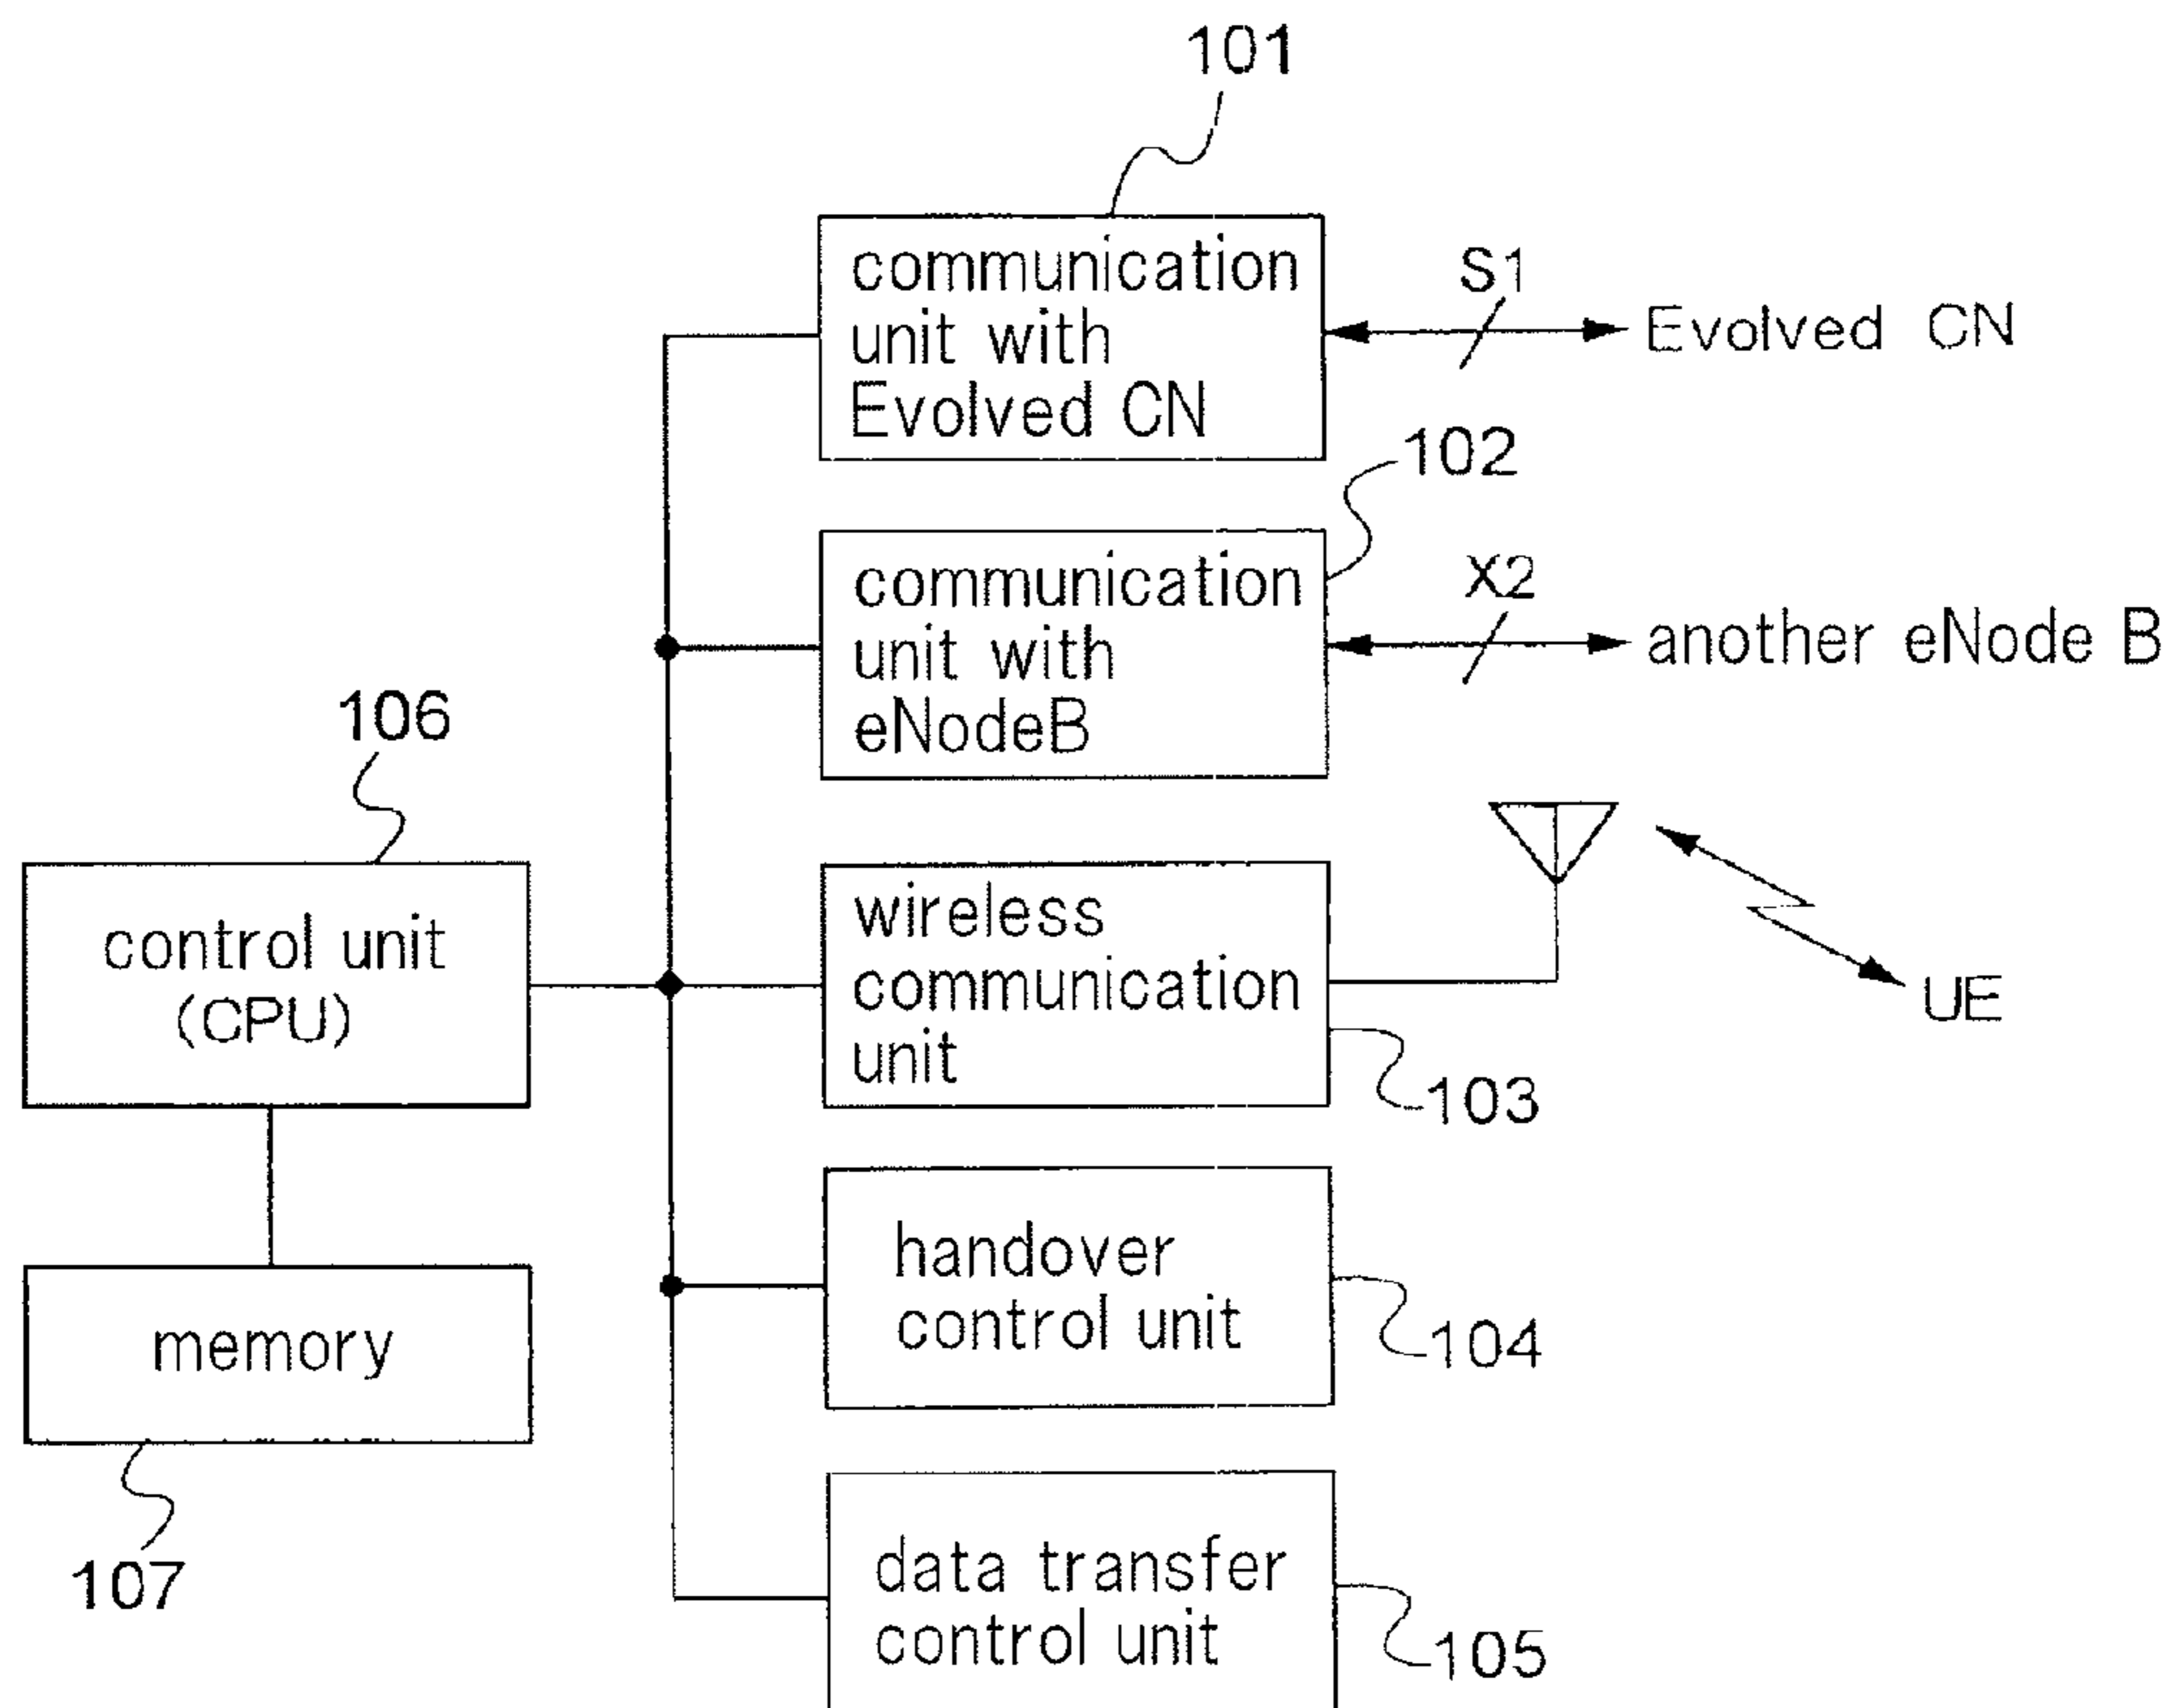 101
communication
unit with
Evolved CN
S1
Evolved CN
102
communication
unit with
eNodeB
X2
another eNode B
106
control unit
(CPU)
wireless
communication
unit
UE
103
handover
control unit
104
memory
107
data transfer
control unit
105